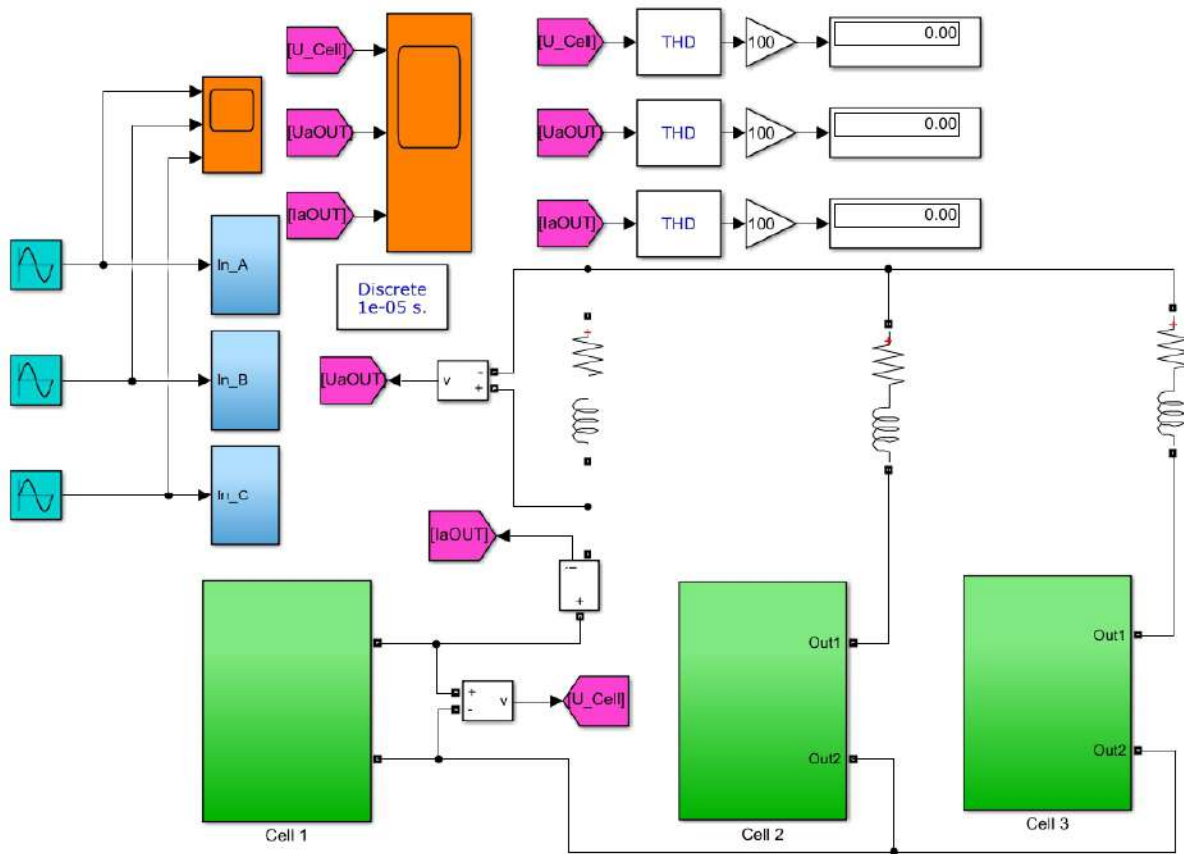 [U_Cell]
[UaOUT]
[IaOUT]
[U_Cell]
THD
100
0.00
[UaOUT]
THD
100
0.00
[IaOUT]
THD
100
0.00
In_A
In_B
In_C
Discrete
1e-05 s.
[UaOUT]
v
-
+
+
+
+
[IaOUT]
i -
+
+
-
v
[U_Cell]
Cell 1
Out1
Out2
Cell 2
Out1
Out2
Cell 3